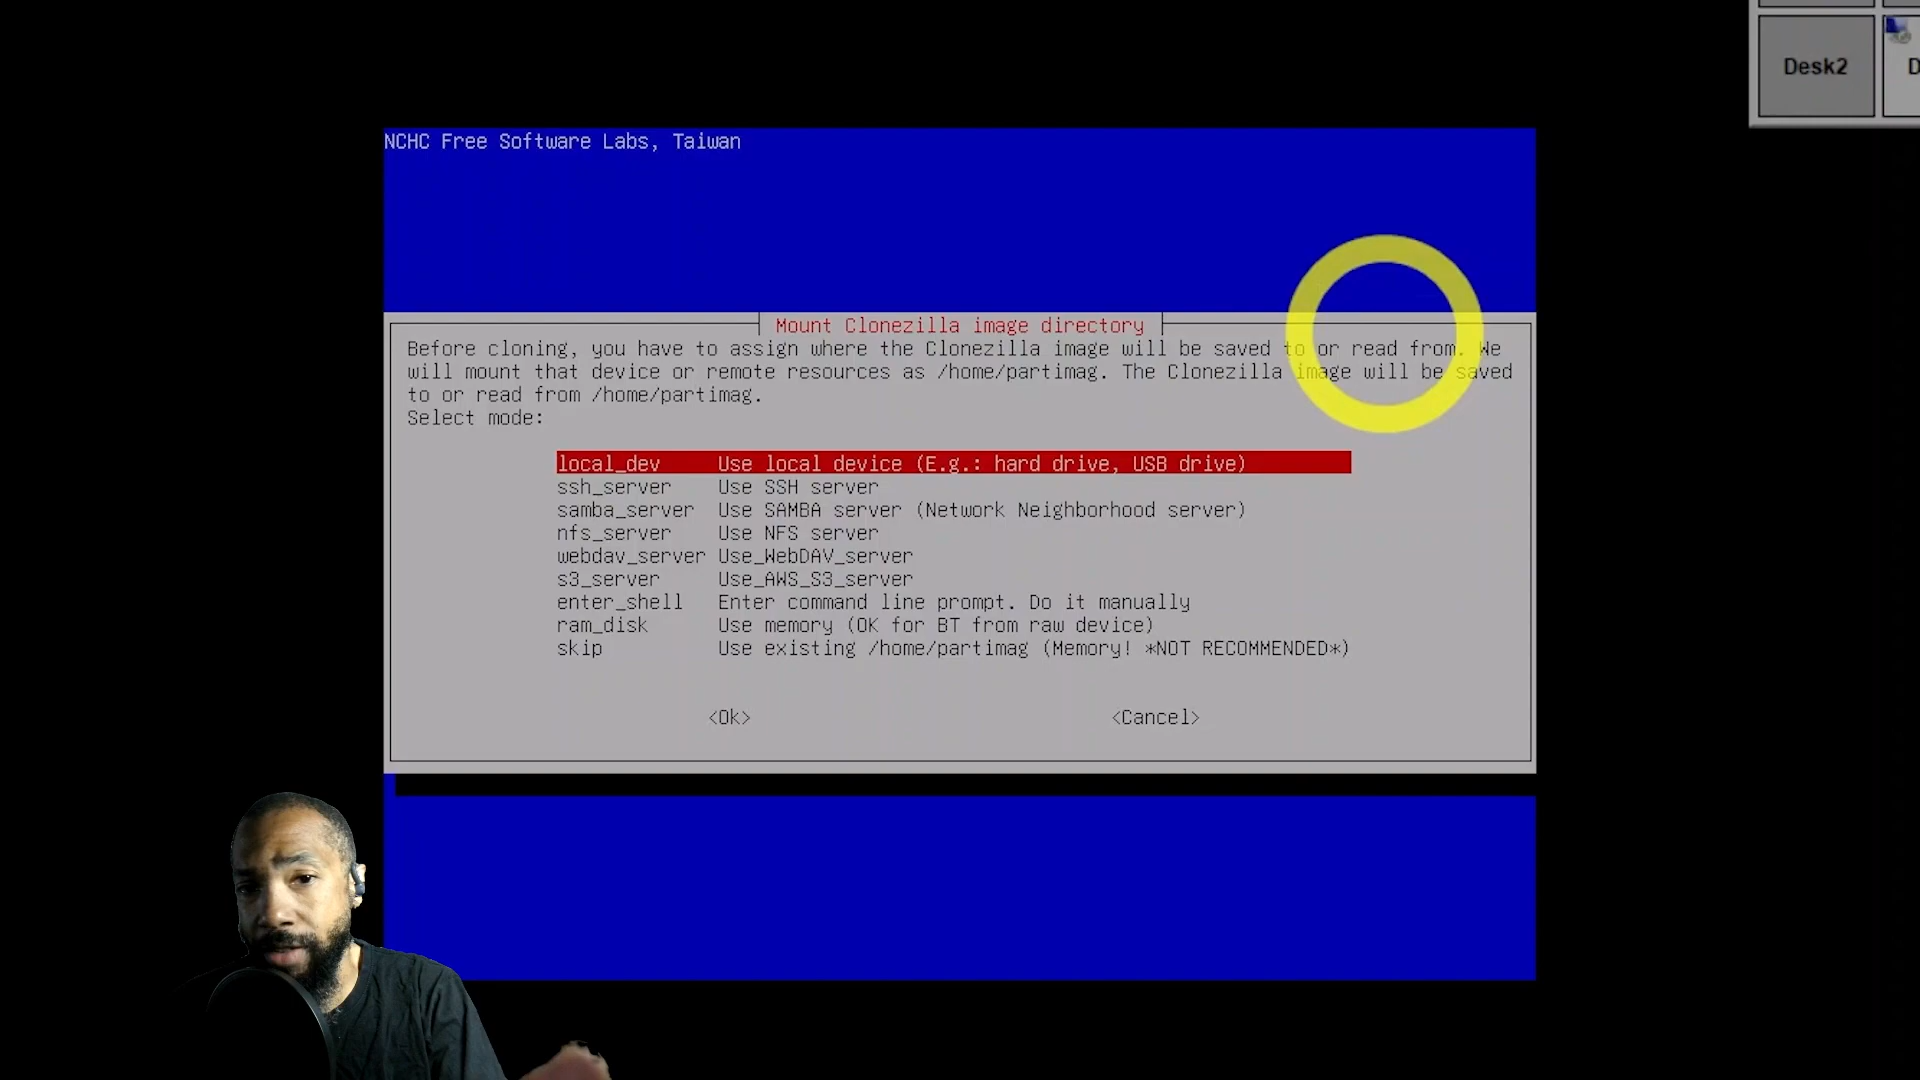 Desk2
D
NCHC Free Software Labs, Taiwan
Mount Clonezilla image directory
Before cloning, you have to assign where the Clonezilla image will be saved to or read from. We
will mount that device or remote resources as /home/partimag. The Clonezilla image will be saved
to or read from /home/partimag.
Select mode:
local_dev Use local device (E.g.: hard drive, USB drive)
ssh_server Use SSH server
samba_server Use SAMBA server (Network Neighborhood server)
nfs_server Use NFS server
webdav_server Use_WebDAV_server
s3_server Use_AWS_S3_server
enter_shell Enter command line prompt. Do it manually
ram_disk Use memory (OK for BT from raw device)
skip Use existing /home/partimag (Memory! *NOT RECOMMENDED*)
<Ok> <Cancel>